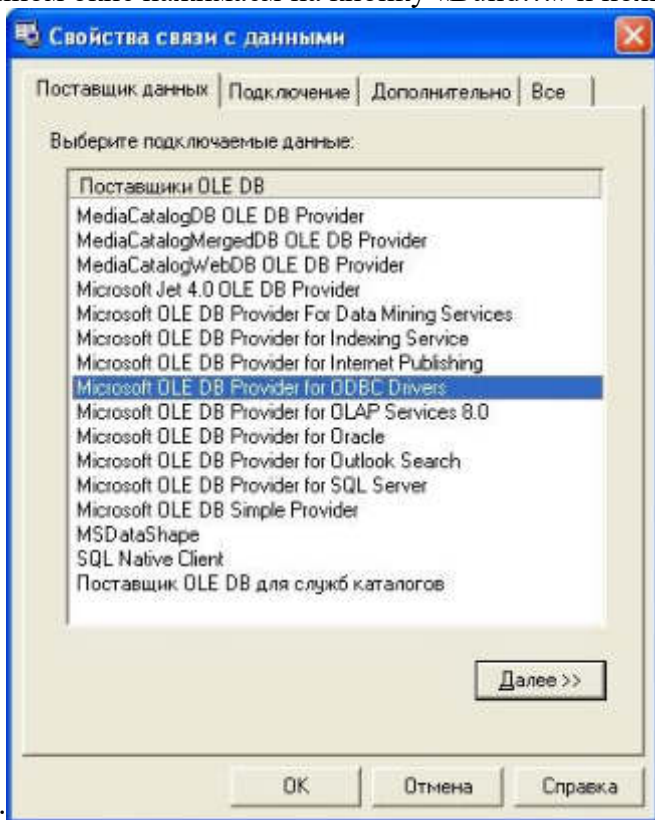 Свойства связи с данными
Поставщик данных Подключение Дополнительно Все
Выберите подключаемые данные:
Поставщики OLE DB
MediaCatalogDB OLE DB Provider
MediaCatalogMergedDB OLE DB Provider
MediaCatalogWebDB OLE DB Provider
Microsoft Jet 4.0 OLE DB Provider
Microsoft OLE DB Provider For Data Mining Services
Microsoft OLE DB Provider for Indexing Service
Microsoft OLE DB Provider for Internet Publishing
Microsoft OLE DB Provider for ODBC Drivers
Microsoft OLE DB Provider for OLAP Services 8.0
Microsoft OLE DB Provider for Oracle
Microsoft OLE DB Provider for Outlook Search
Microsoft OLE DB Provider for SQL Server
Microsoft OLE DB Simple Provider
MSDataShape
SQL Native Client
Поставщик OLE DB для служб каталогов
Далее >>
OK Отмена Справка